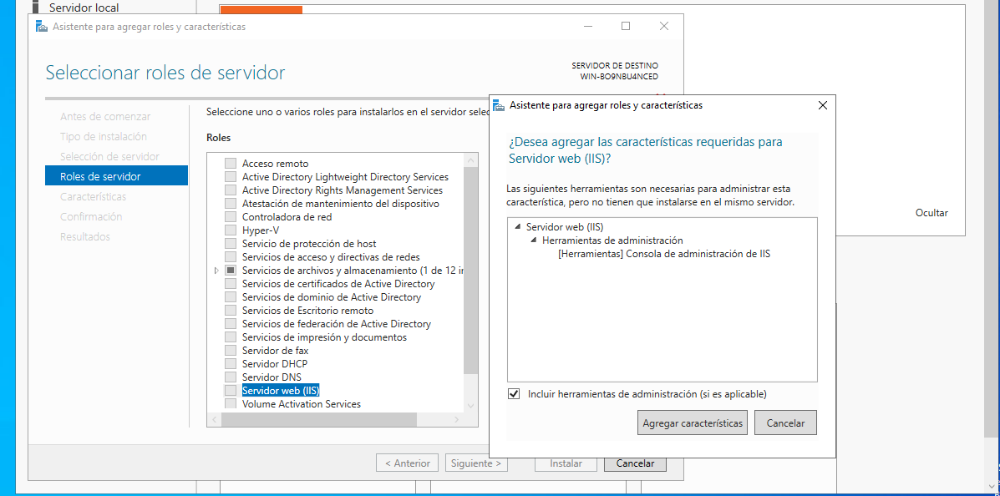 Servidor local
Asistente para agregar roles y características
Seleccionar roles de servidor
SERVIDOR DE DESTINO
WIN-BO9NBU4NCED
Antes de comenzar
Tipo de instalación
Selección de servidor
Roles de servidor
Características
Confirmación
Resultados
Seleccione uno o varios roles para instalarlos en el servidor selec
Roles
Acceso remoto
Active Directory Lightweight Directory Services
Active Directory Rights Management Services
Atestación de mantenimiento del dispositivo
Controladora de red
Hyper-V
Servicio de protección de host
Servicios de acceso y directivas de redes
Servicios de archivos y almacenamiento (1 de 12 in
Servicios de certificados de Active Directory
Servicios de dominio de Active Directory
Servicios de Escritorio remoto
Servicios de federación de Active Directory
Servicios de impresión y documentos
Servidor de fax
Servidor DHCP
Servidor DNS
Servidor web (IIS)
Volume Activation Services
< Anterior
Siguiente >
Instalar
Cancelar
Asistente para agregar roles y características
¿Desea agregar las características requeridas para
Servidor web (IIS)?
Las siguientes herramientas son necesarias para administrar esta
característica, pero no tienen que instalarse en el mismo servidor.
Servidor web (IIS)
Herramientas de administración
[Herramientas] Consola de administración de IIS
Incluir herramientas de administración (si es aplicable)
Agregar características
Cancelar
Ocultar